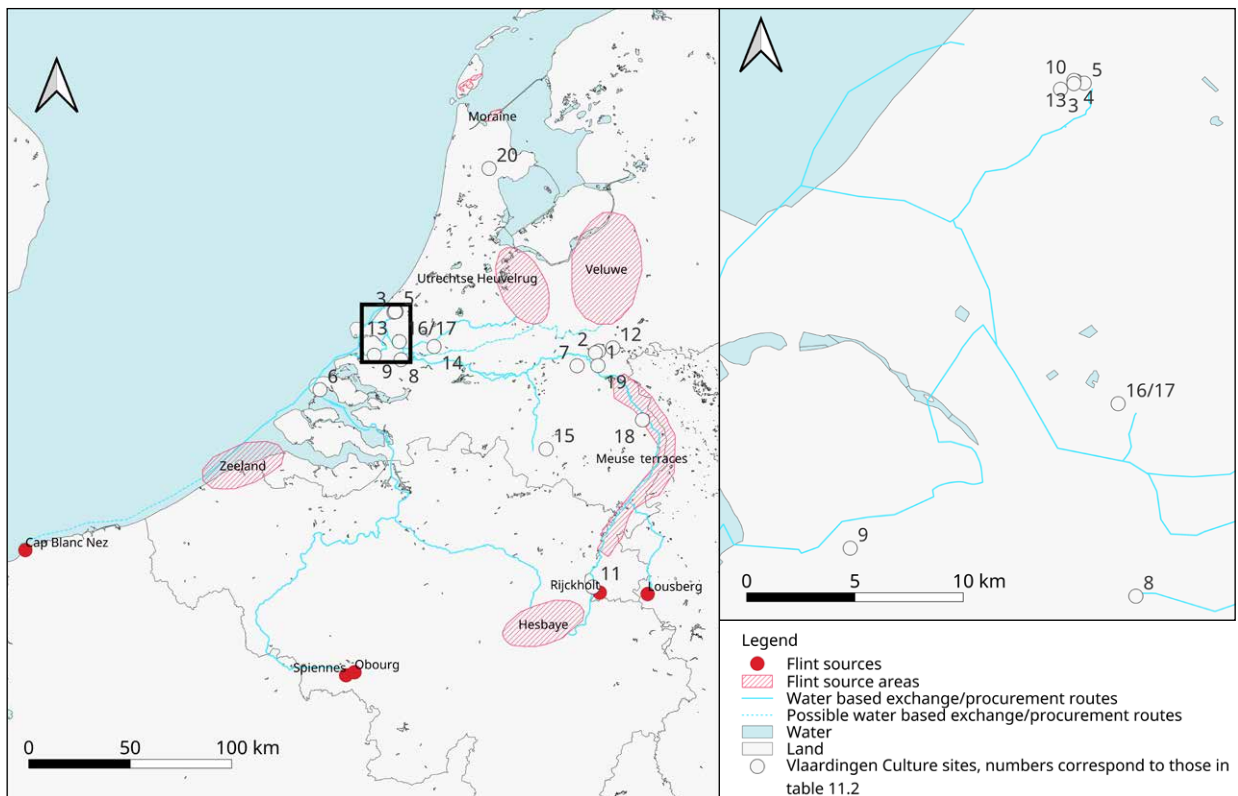 Moraine
20
Utrechtse Heuvelrug
Veluwe
3
5
13
16/17
12
2
1
7
14
9
8
19
6
18
15
Meuse terraces
Zeeland
Cap Blanc Nez
11
Rijckholt
Lousberg
Hesbaye
Spiennes
Obourg
0 50 100 km
10
5
13
3
4
16/17
9
8
0 5 10 km
Legend
Flint sources
Flint source areas
Water based exchange/procurement routes
Possible water based exchange/procurement routes
Water
Land
Vlaardingen Culture sites, numbers correspond to those in
table 11.2